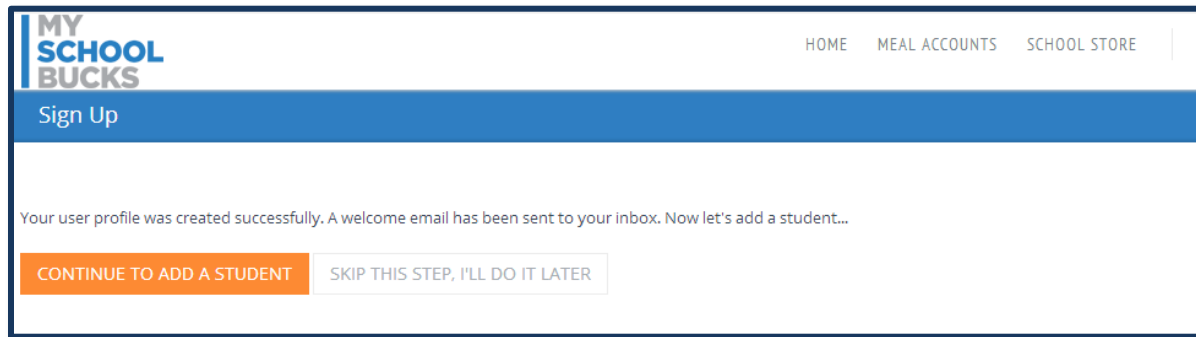 MY
SCHOOL
BUCKS
HOME MEAL ACCOUNTS SCHOOL STORE
Sign Up
Your user profile was created successfully. A welcome email has been sent to your inbox. Now let's add a student...
CONTINUE TO ADD A STUDENT SKIP THIS STEP, I'LL DO IT LATER